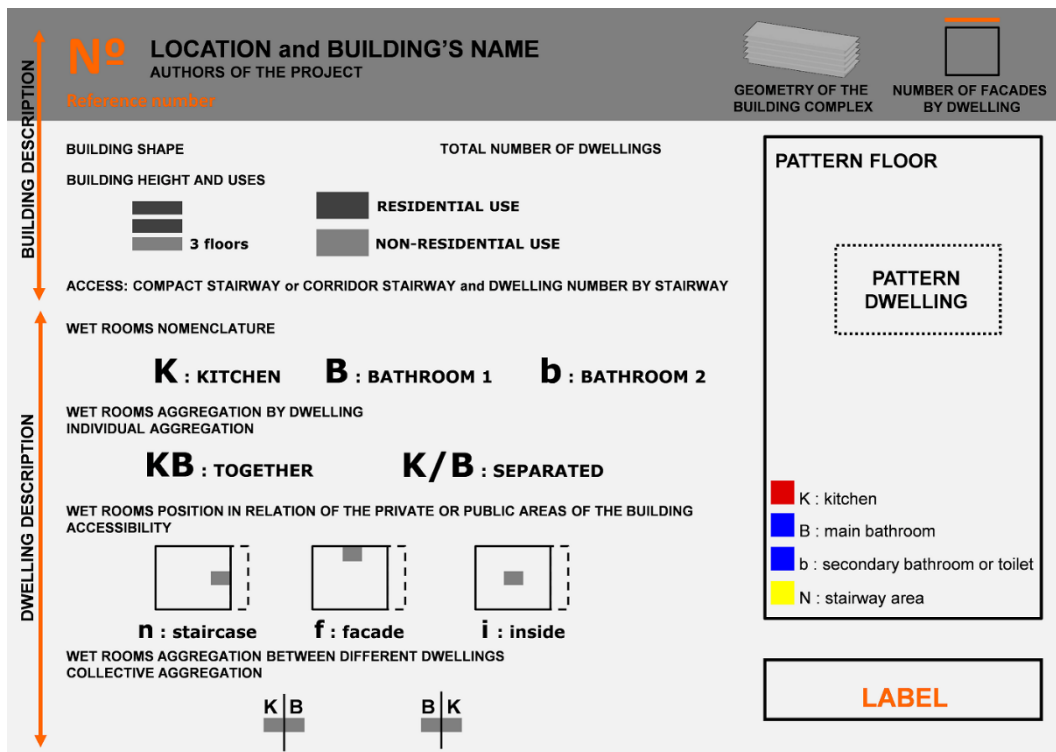 Nº
LOCATION and BUILDING'S NAME
AUTHORS OF THE PROJECT
Reference number
GEOMETRY OF THE
BUILDING COMPLEX
NUMBER OF FACADES
BY DWELLING
BUILDING DESCRIPTION
BUILDING SHAPE
TOTAL NUMBER OF DWELLINGS
BUILDING HEIGHT AND USES
3 floors
RESIDENTIAL USE
NON-RESIDENTIAL USE
ACCESS: COMPACT STAIRWAY or CORRIDOR STAIRWAY and DWELLING NUMBER BY STAIRWAY
DWELLING DESCRIPTION
WET ROOMS NOMENCLATURE
K : KITCHEN
B : BATHROOM 1
b : BATHROOM 2
WET ROOMS AGGREGATION BY DWELLING
INDIVIDUAL AGGREGATION
KB : TOGETHER
K/B : SEPARATED
WET ROOMS POSITION IN RELATION OF THE PRIVATE OR PUBLIC AREAS OF THE BUILDING
ACCESSIBILITY
n : staircase
f : facade
i : inside
WET ROOMS AGGREGATION BETWEEN DIFFERENT DWELLINGS
COLLECTIVE AGGREGATION
K B
B K
PATTERN FLOOR
PATTERN
DWELLING
K : kitchen
B : main bathroom
b : secondary bathroom or toilet
N : stairway area
LABEL